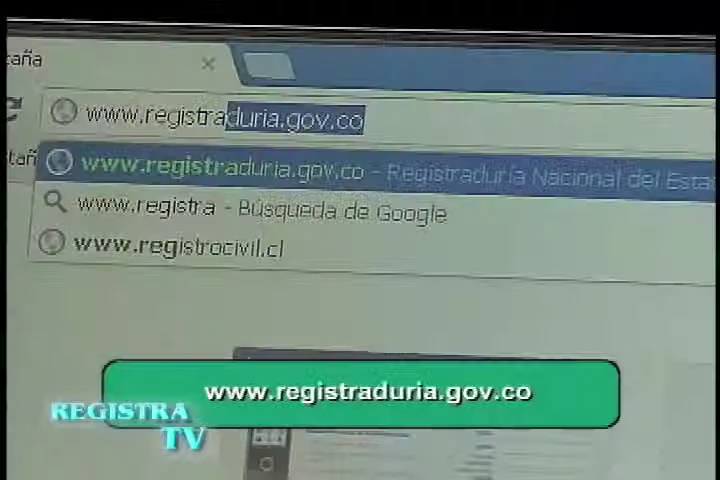 taña
www.registraduria.gov.co
www.registraduria.gov.co - Registraduría Nacional del Esta
www.registra - Búsqueda de Google
www.registrocivil.cl
www.registraduria.gov.co
REGISTRA
TV